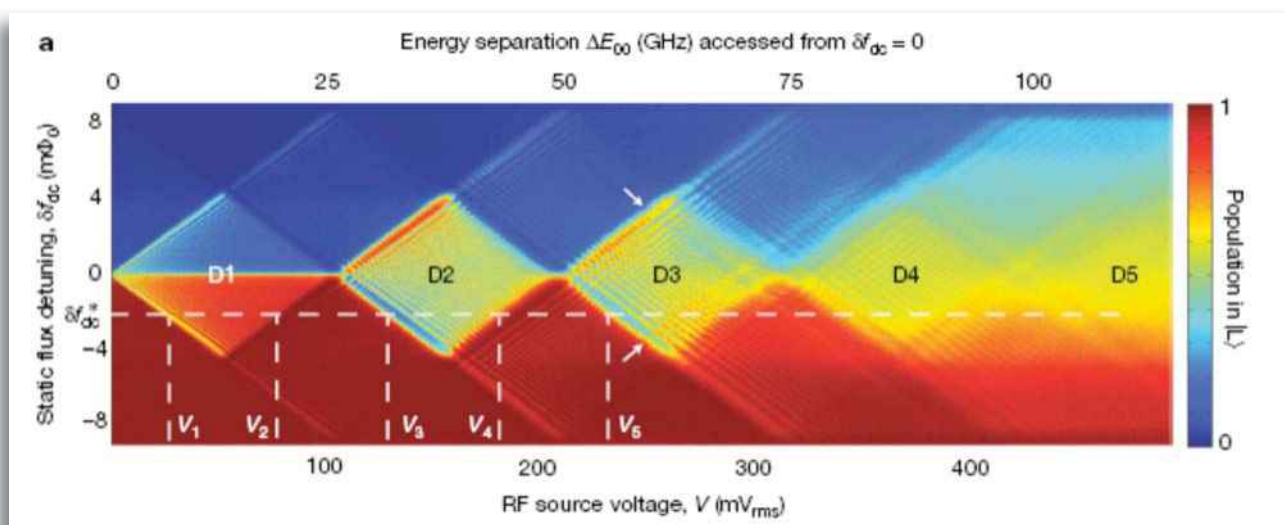 a
Energy separation ΔE₀₀ (GHz) accessed from δf_dc = 0
0 25 50 75 100
Static flux detuning, δf_dc (mΦ₀)
8
4
0
δf_dc*
−4
−8
D1 D2 D3 D4 D5
V₁ V₂ V₃ V₄ V₅
100 200 300 400
RF source voltage, V (mV_rms)
1
Population in |L⟩
0